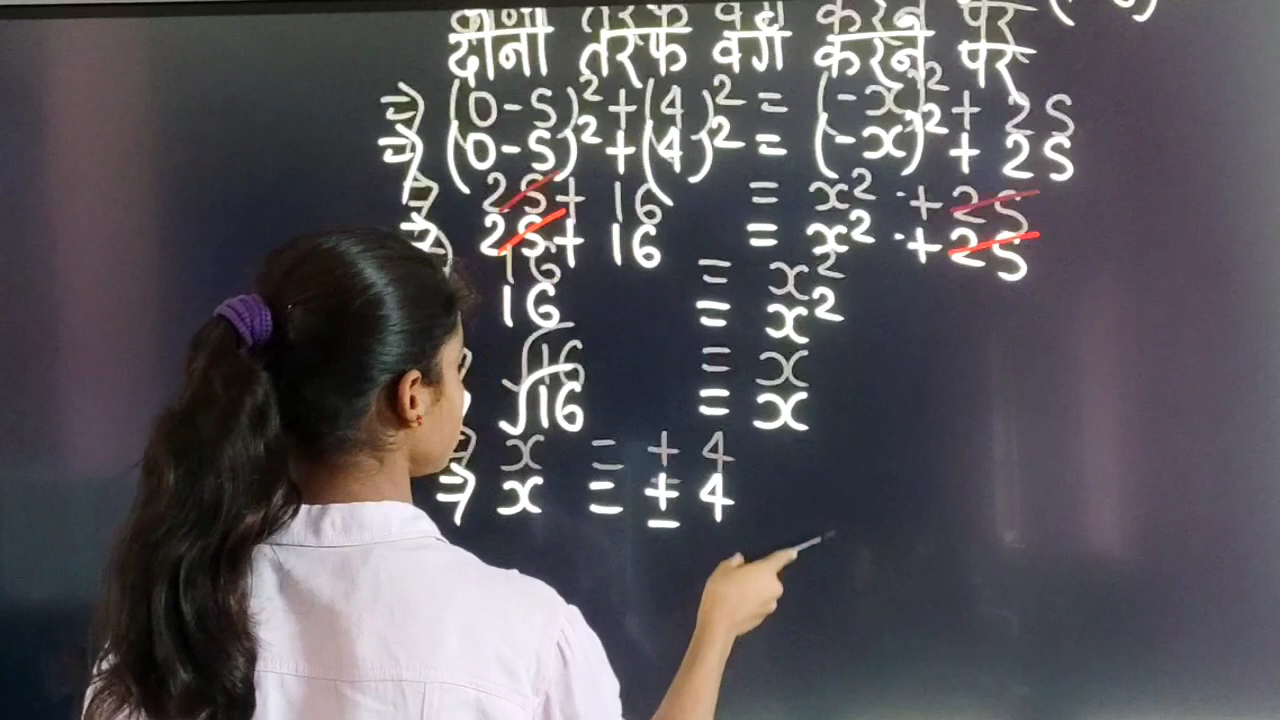 दोनो तरफ वर्ग करने पर
⇒ (0-5)² + (4)² = (-x)² + 25
⇒ 25 + 16 = x² + 25
16 = x²
√16 = x
⇒ x = ± 4